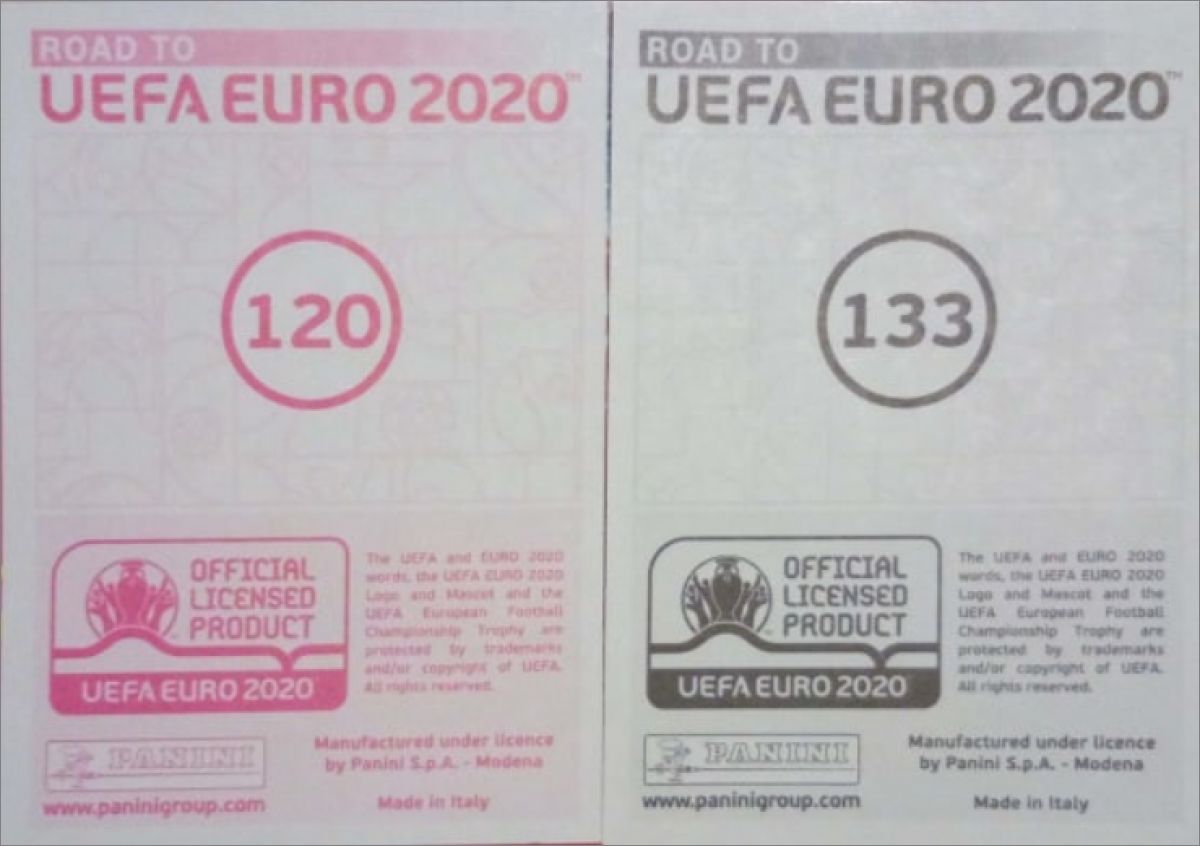 ROAD TO
UEFA EURO 2020™
120
OFFICIAL
LICENSED
PRODUCT
UEFA EURO 2020
The UEFA and EURO 2020
words, the UEFA EURO 2020
Logo and Mascot and the
UEFA European Football
Championship Trophy are
protected by trademarks
and/or copyright of UEFA.
All rights reserved.
PANINI
www.paninigroup.com
Manufactured under licence
by Panini S.p.A. - Modena
Made in Italy
ROAD TO
UEFA EURO 2020™
133
OFFICIAL
LICENSED
PRODUCT
UEFA EURO 2020
The UEFA and EURO 2020
words, the UEFA EURO 2020
Logo and Mascot and the
UEFA European Football
Championship Trophy are
protected by trademarks
and/or copyright of UEFA.
All rights reserved.
PANINI
www.paninigroup.com
Manufactured under licence
by Panini S.p.A. - Modena
Made in Italy